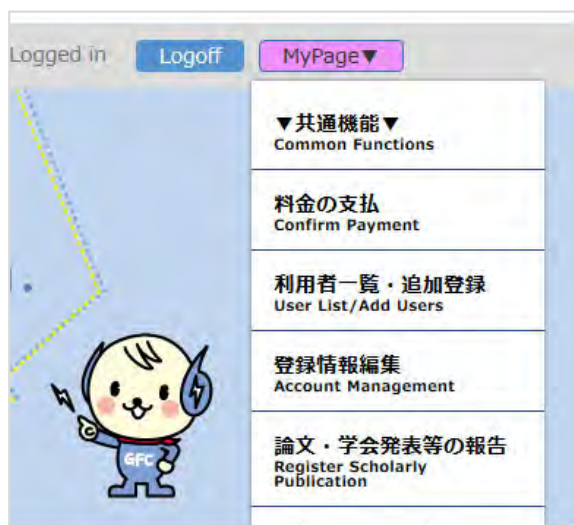 Logged in Logoff MyPage▼
▼共通機能▼
Common Functions
料金の支払
Confirm Payment
利用者一覧・追加登録
User List/Add Users
登録情報編集
Account Management
論文・学会発表等の報告
Register Scholarly
Publication
GFC